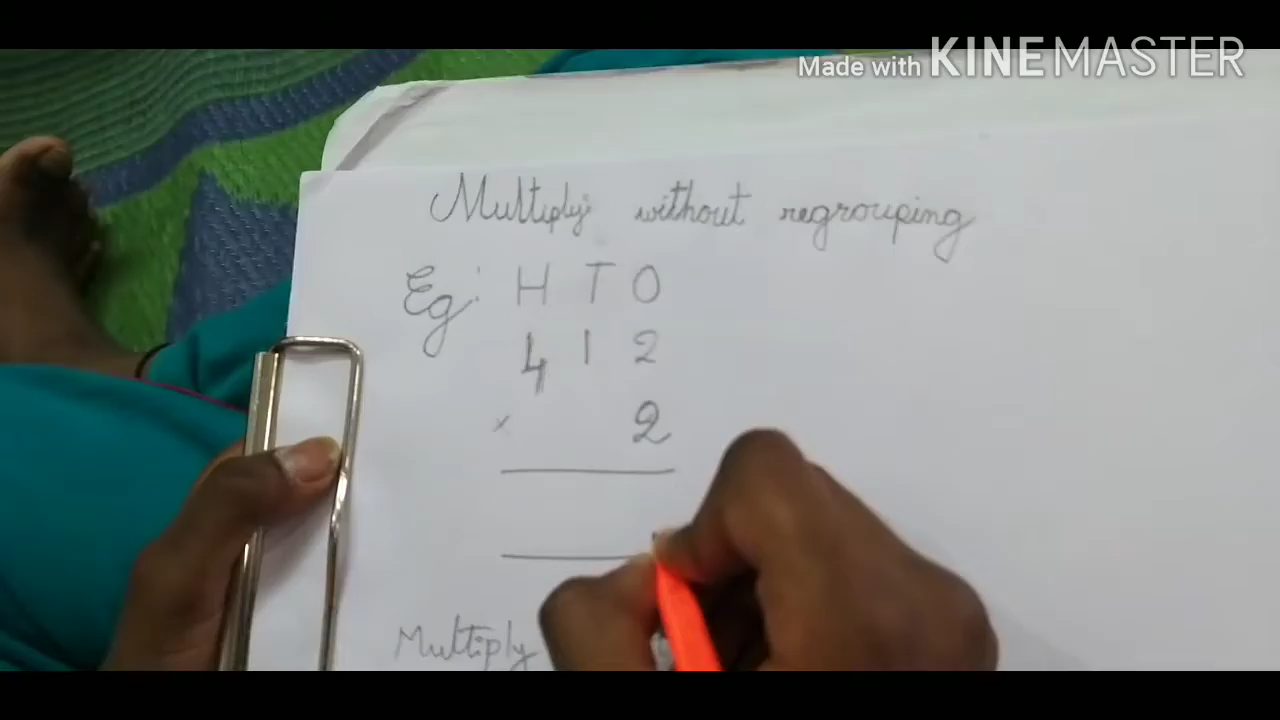 Made with KINEMASTER
Multiply without regrouping
Eg: H T O
4 1 2
× 2
Multiply